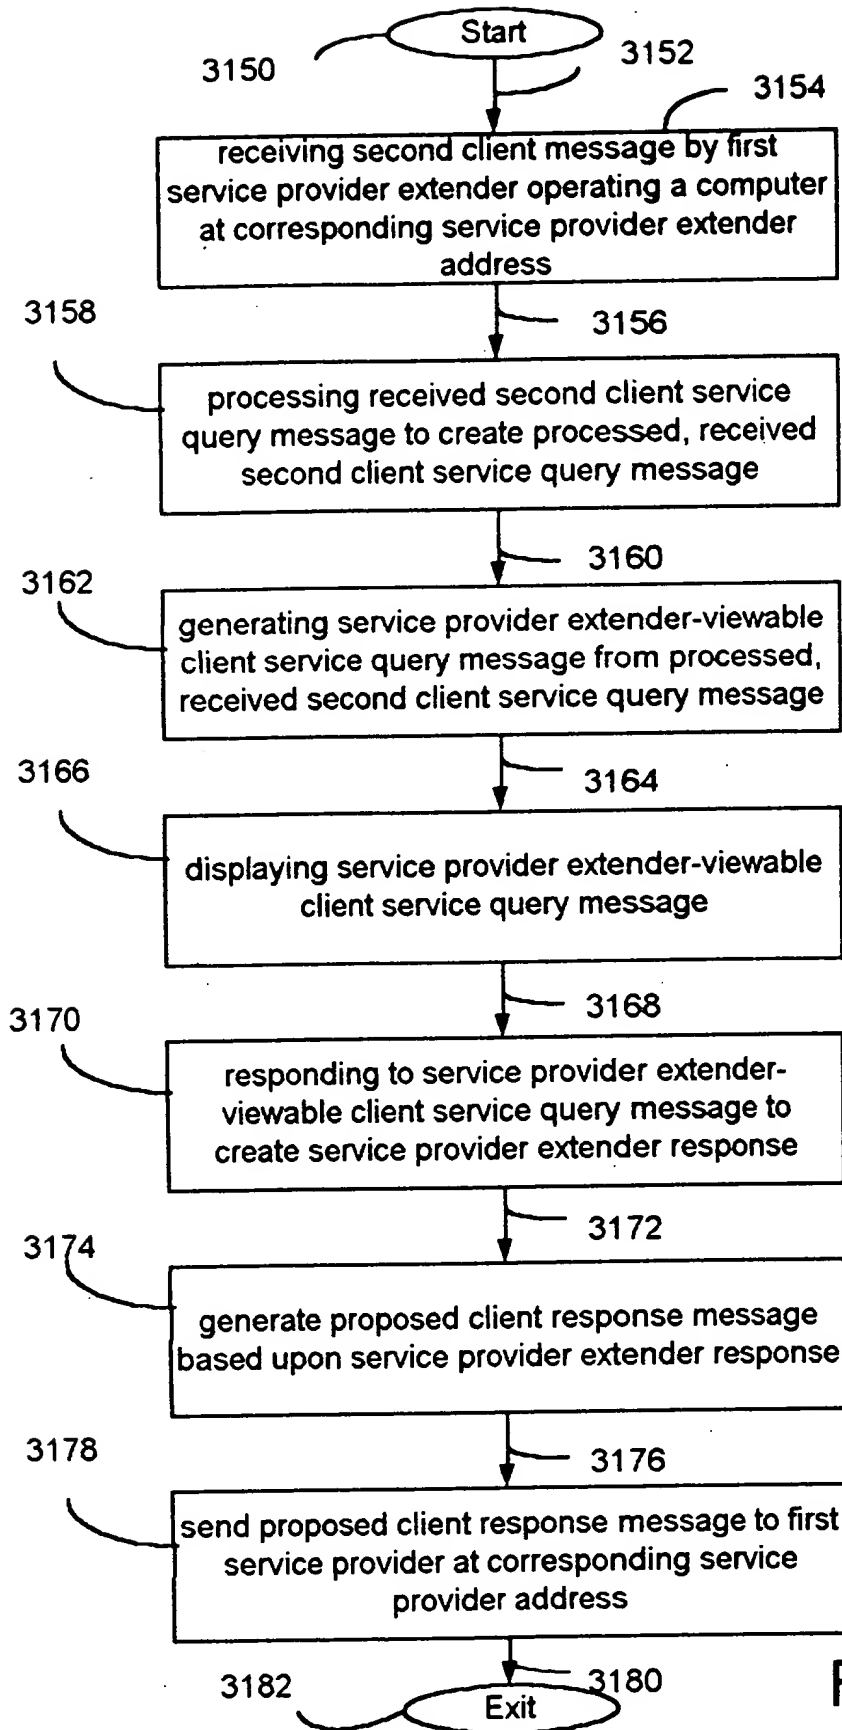 Start
3150
3152
3154
receiving second client message by first
service provider extender operating a computer
at corresponding service provider extender
address
3156
3158
processing received second client service
query message to create processed, received
second client service query message
3160
3162
generating service provider extender-viewable
client service query message from processed,
received second client service query message
3164
3166
displaying service provider extender-viewable
client service query message
3168
3170
responding to service provider extender-
viewable client service query message to
create service provider extender response
3172
3174
generate proposed client response message
based upon service provider extender response
3176
3178
send proposed client response message to first
service provider at corresponding service
provider address
3180
3182
Exit